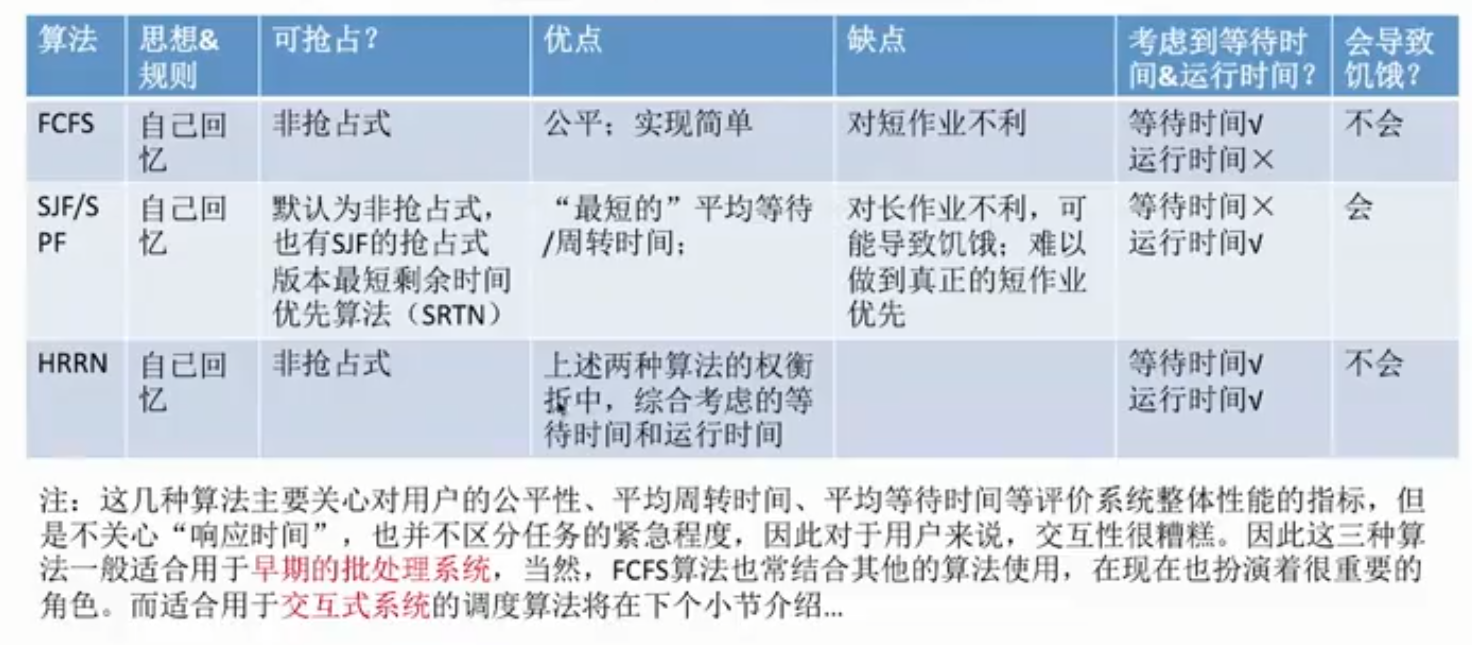 算法 思想& 可抢占？ 优点 缺点 考虑到等待时 会导致
规则 间&运行时间？ 饥饿？
FCFS 自己回 非抢占式 公平；实现简单 对短作业不利 等待时间√ 不会
忆 运行时间×
SJF/S 自己回 默认为非抢占式， “最短的”平均等待 对长作业不利，可 等待时间× 会
PF 忆 也有SJF的抢占式 /周转时间； 能导致饥饿；难以 运行时间√
版本最短剩余时间 做到真正的短作业
优先算法（SRTN） 优先
HRRN 自己回 非抢占式 上述两种算法的权衡 等待时间√ 不会
忆 折中，综合考虑的等 运行时间√
待时间和运行时间
注：这几种算法主要关心对用户的公平性、平均周转时间、平均等待时间等评价系统整体性能的指标，但
是不关心“响应时间”，也并不区分任务的紧急程度，因此对于用户来说，交互性很糟糕。因此这三种算
法一般适合用于早期的批处理系统，当然，FCFS算法也常结合其他的算法使用，在现在也扮演着很重要的
角色。而适合用于交互式系统的调度算法将在下个小节介绍...